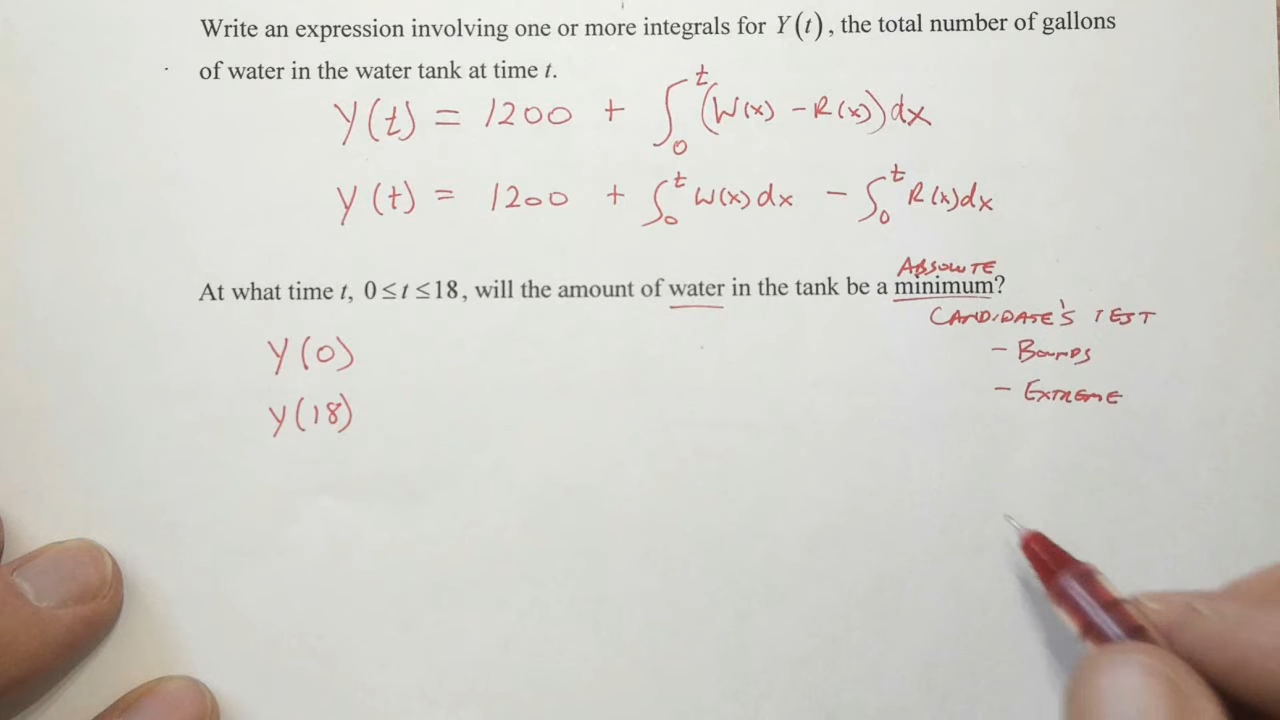 Write an expression involving one or more integrals for Y(t), the total number of gallons
of water in the water tank at time t.
Y(t) = 1200 + ∫₀ᵗ (W(x) - R(x)) dx
Y(t) = 1200 + ∫₀ᵗ W(x)dx - ∫₀ᵗ R(x)dx
ABSOLUTE
At what time t, 0 ≤ t ≤ 18, will the amount of water in the tank be a minimum?
CANDIDATE'S TEST
Y(0)
- BOUNDS
- EXTREME
Y(18)